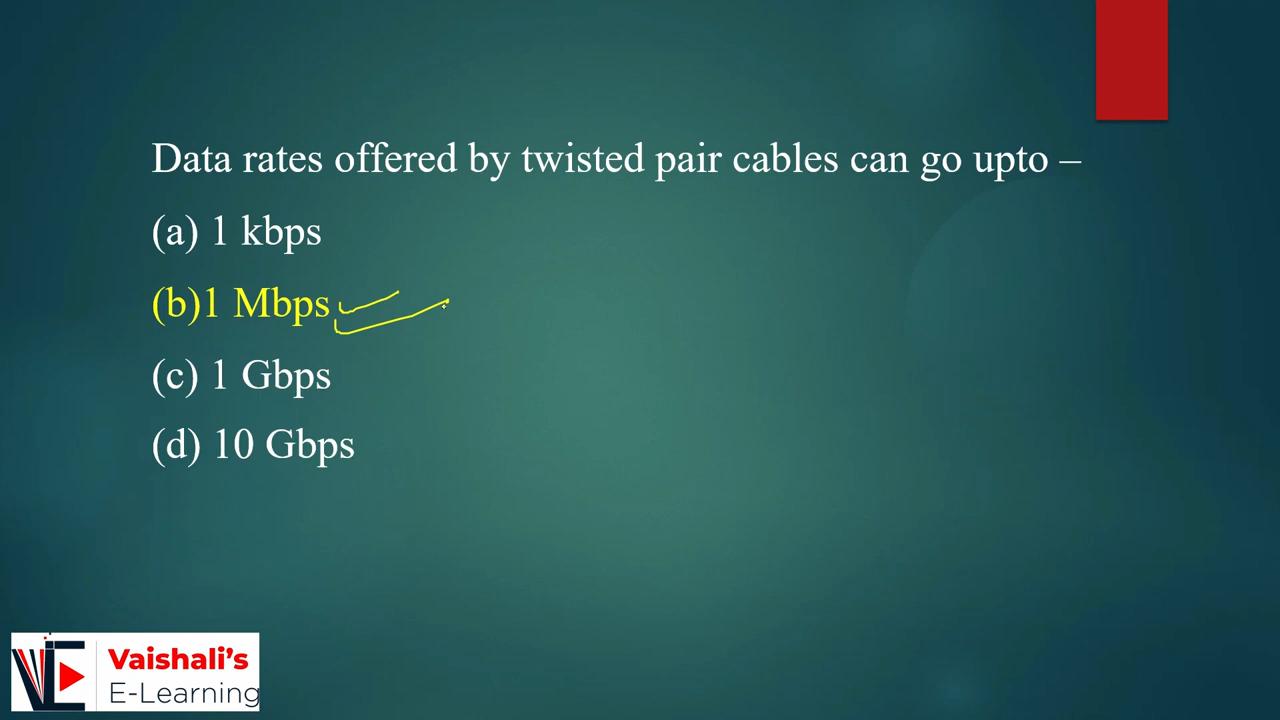 Data rates offered by twisted pair cables can go upto –
(a) 1 kbps
(b)1 Mbps
(c) 1 Gbps
(d) 10 Gbps
VE
Vaishali's
E-Learning